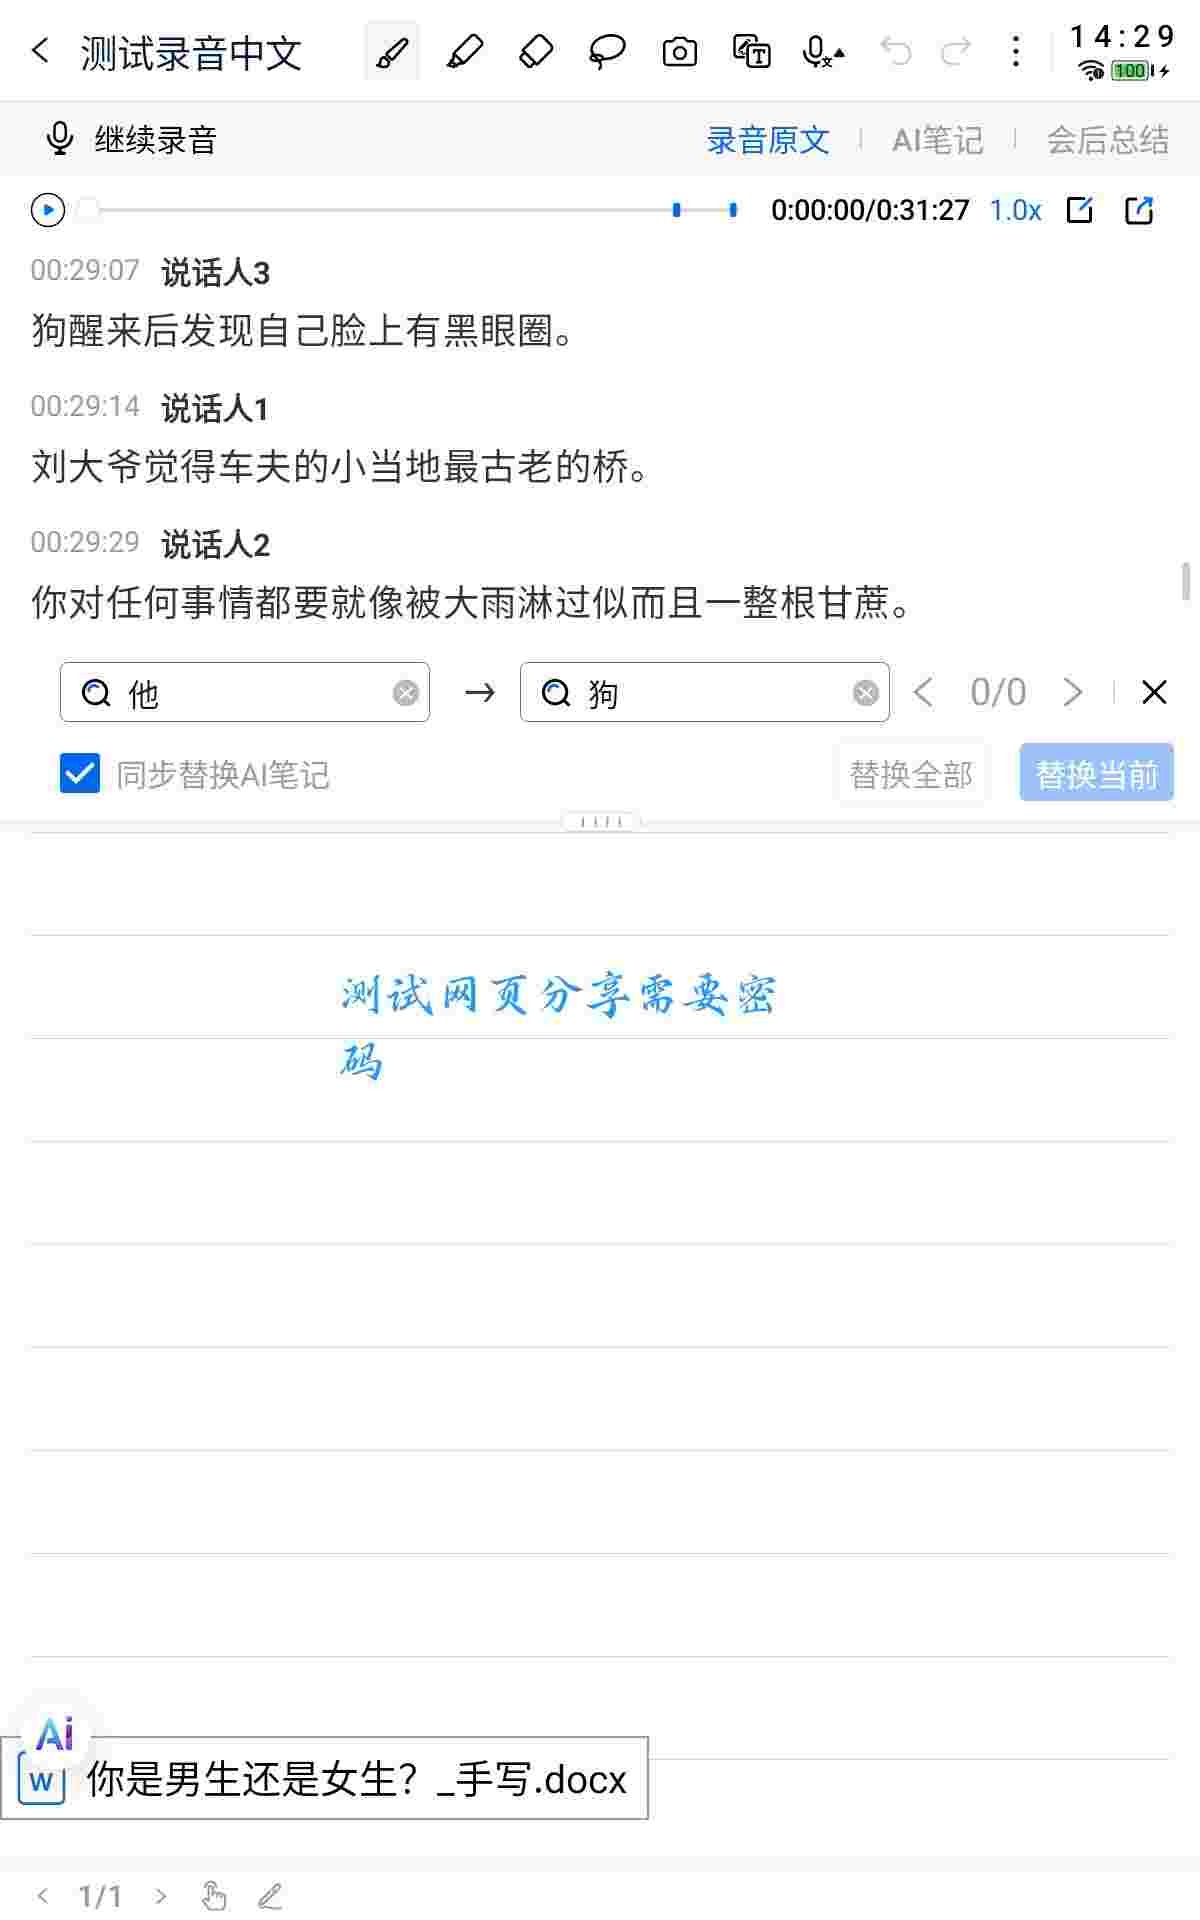 测试录音中文
14:29
100
继续录音
录音原文
AI笔记
会后总结
0:00:00/0:31:27 1.0x
00:29:07 说话人3
狗醒来后发现自己脸上有黑眼圈。
00:29:14 说话人1
刘大爷觉得车夫的小当地最古老的桥。
00:29:29 说话人2
你对任何事情都要就像被大雨淋过似而且一整根甘蔗。
他 → 狗 0/0
同步替换AI笔记
替换全部
替换当前
测试网页分享需要密
码
Ai
W 你是男生还是女生？_手写.docx
1/1